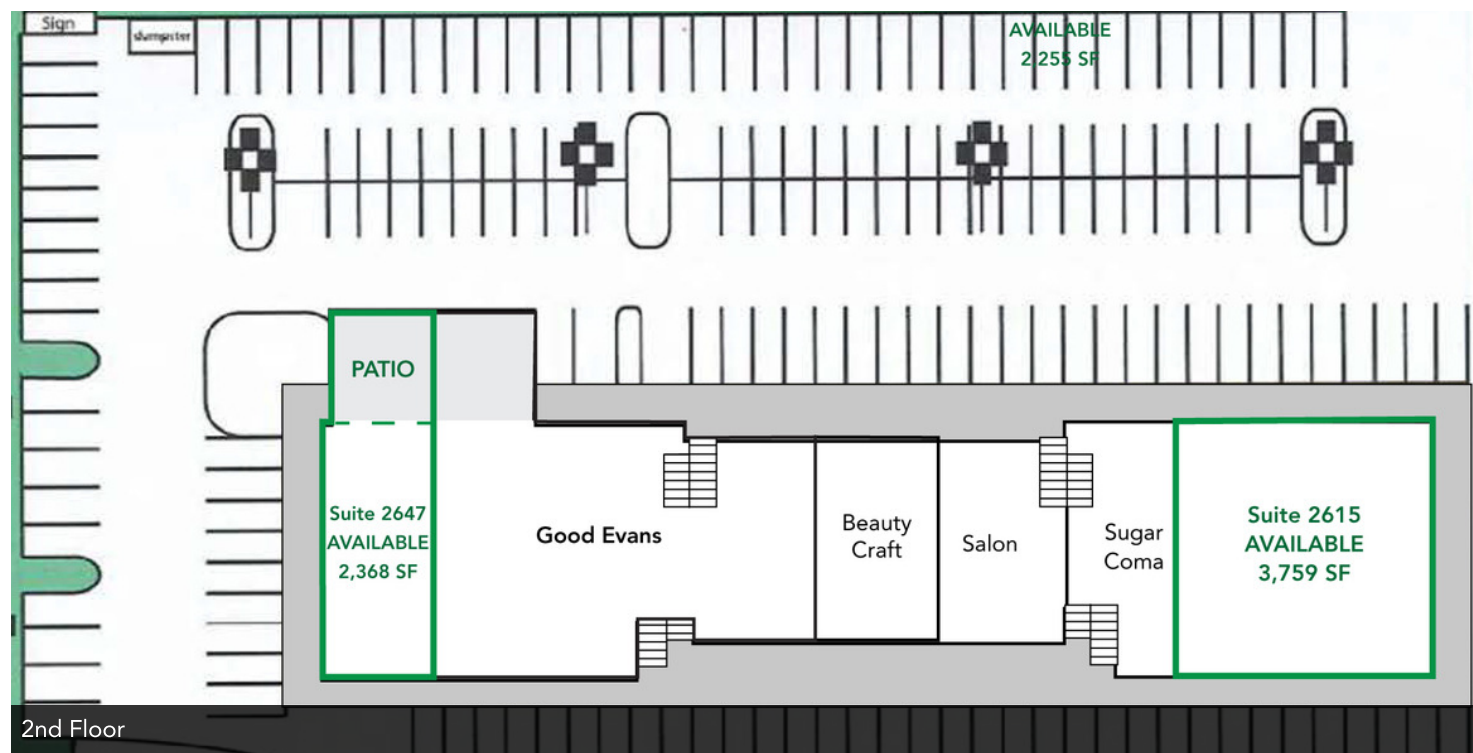 Sign
dumpster
AVAILABLE
2 255 SF
PATIO
Suite 2647
AVAILABLE
2,368 SF
Good Evans
Beauty
Craft
Salon
Sugar
Coma
Suite 2615
AVAILABLE
3,759 SF
2nd Floor